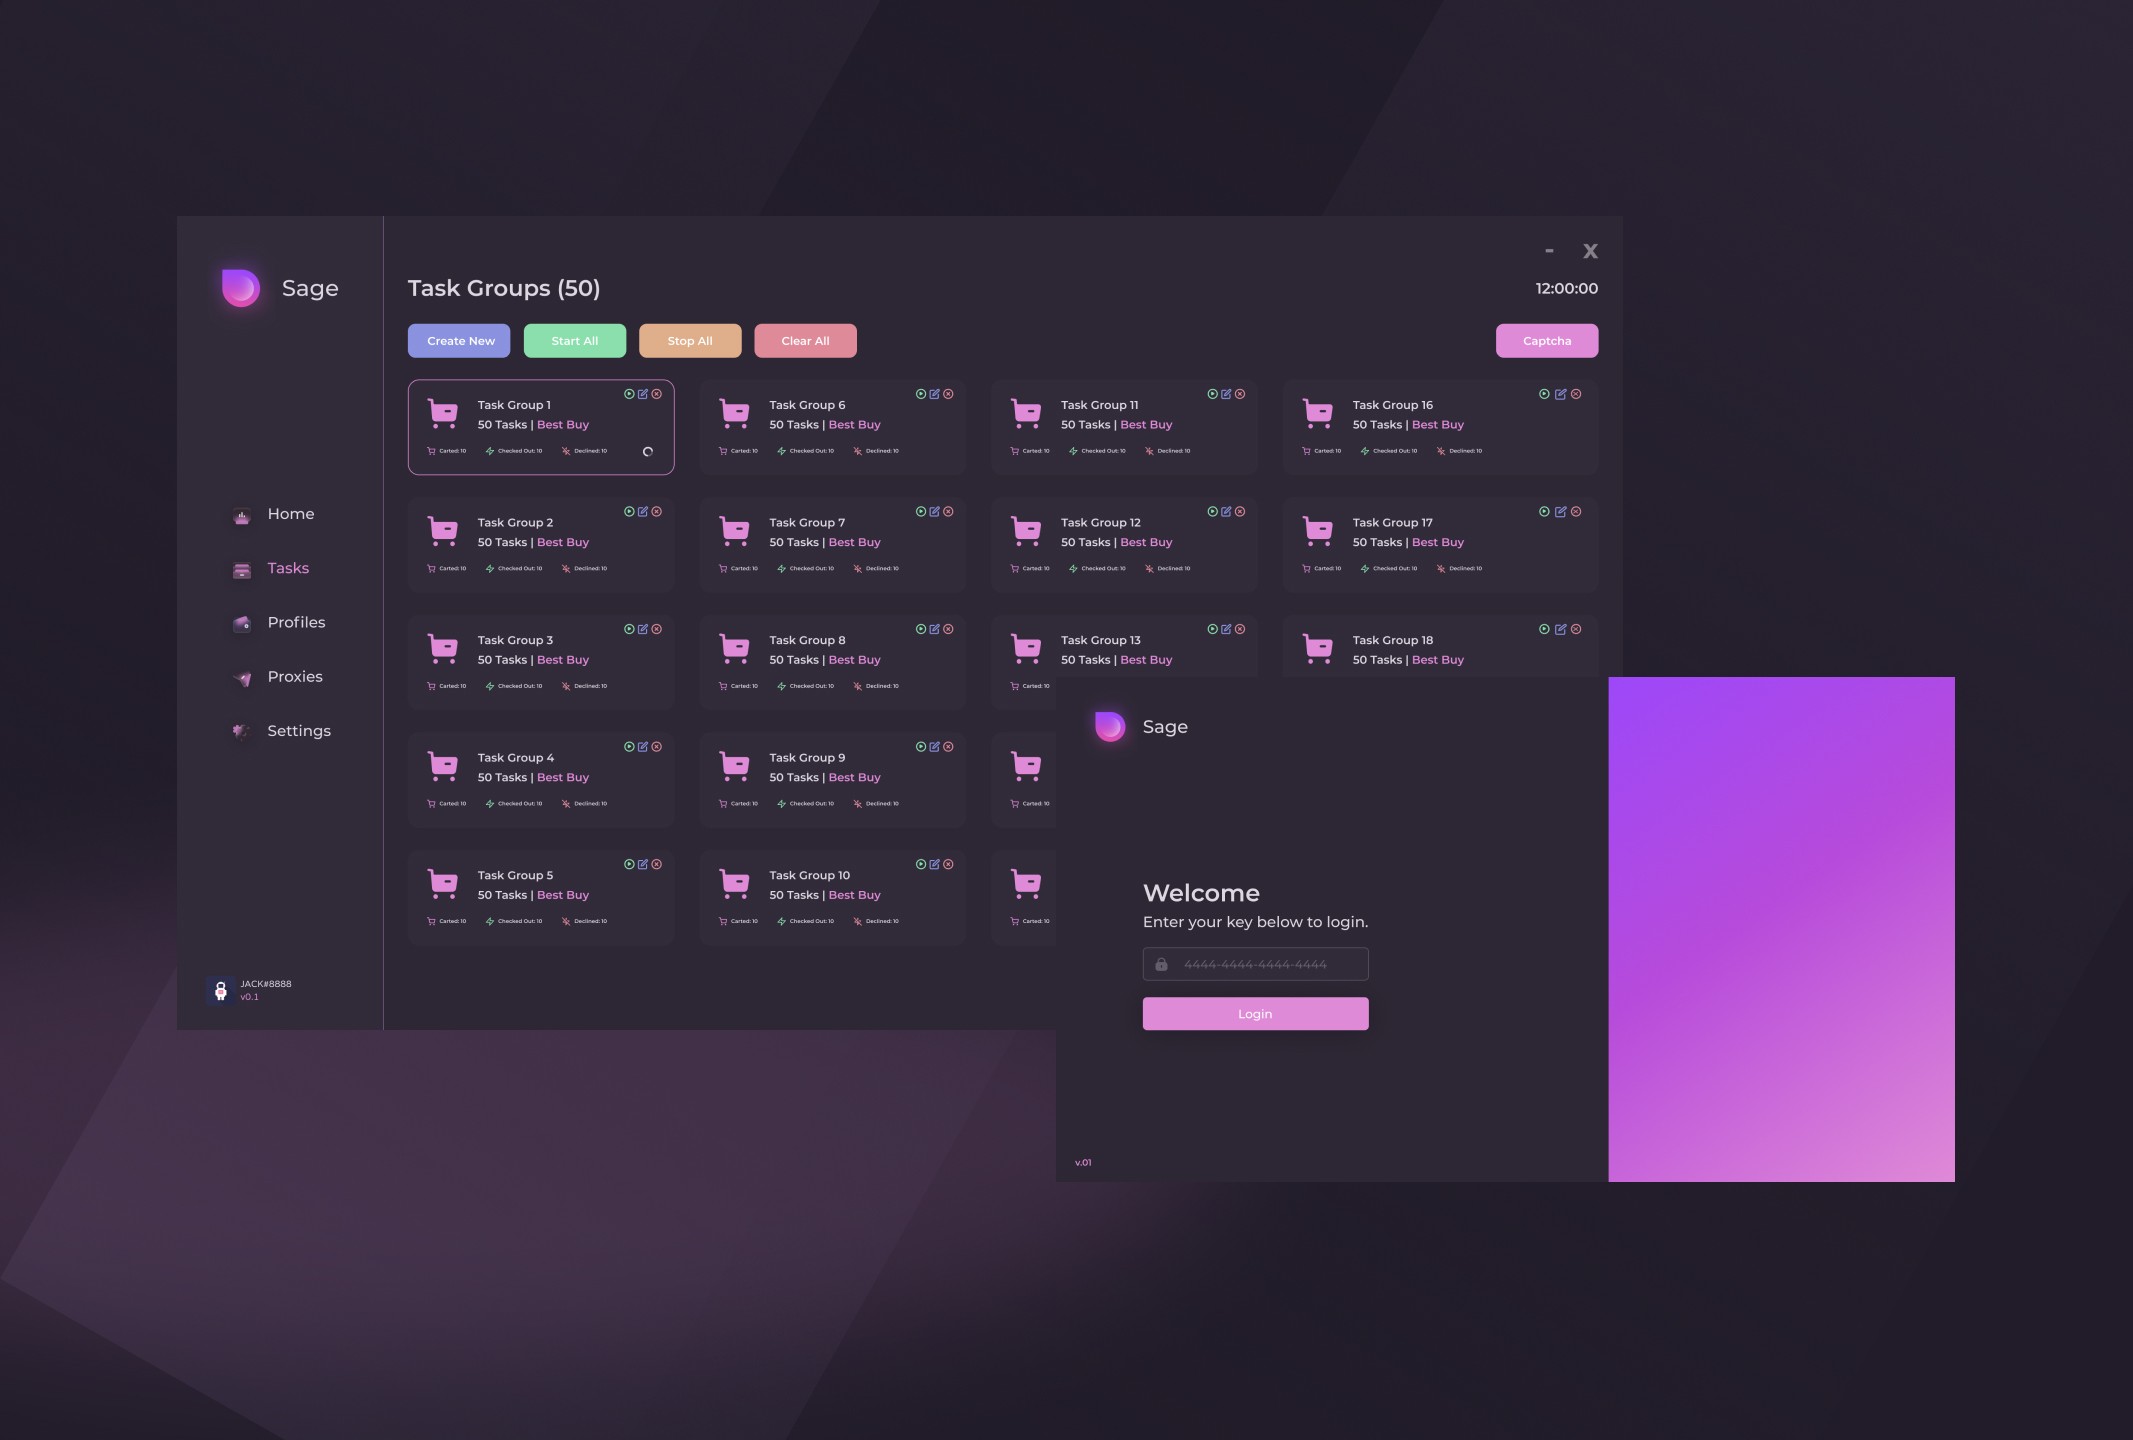 - X
Sage
Task Groups (50)
12:00:00
Create New
Start All
Stop All
Clear All
Captcha
Home
Tasks
Profiles
Proxies
Settings
JACK#8888
v0.1
Task Group 1
50 Tasks | Best Buy
Carted: 10 Checked Out: 10 Declined: 10
Task Group 2
50 Tasks | Best Buy
Carted: 10 Checked Out: 10 Declined: 10
Task Group 3
50 Tasks | Best Buy
Carted: 10 Checked Out: 10 Declined: 10
Task Group 4
50 Tasks | Best Buy
Carted: 10 Checked Out: 10 Declined: 10
Task Group 5
50 Tasks | Best Buy
Carted: 10 Checked Out: 10 Declined: 10
Task Group 6
50 Tasks | Best Buy
Carted: 10 Checked Out: 10 Declined: 10
Task Group 7
50 Tasks | Best Buy
Carted: 10 Checked Out: 10 Declined: 10
Task Group 8
50 Tasks | Best Buy
Carted: 10 Checked Out: 10 Declined: 10
Task Group 9
50 Tasks | Best Buy
Carted: 10 Checked Out: 10 Declined: 10
Task Group 10
50 Tasks | Best Buy
Carted: 10 Checked Out: 10 Declined: 10
Task Group 11
50 Tasks | Best Buy
Carted: 10 Checked Out: 10 Declined: 10
Task Group 12
50 Tasks | Best Buy
Carted: 10 Checked Out: 10 Declined: 10
Task Group 13
50 Tasks | Best Buy
Carted: 10
Carted: 10
Carted: 10
Task Group 16
50 Tasks | Best Buy
Carted: 10 Checked Out: 10 Declined: 10
Task Group 17
50 Tasks | Best Buy
Carted: 10 Checked Out: 10 Declined: 10
Task Group 18
50 Tasks | Best Buy
Sage
Welcome
Enter your key below to login.
4444-4444-4444-4444
Login
v.01